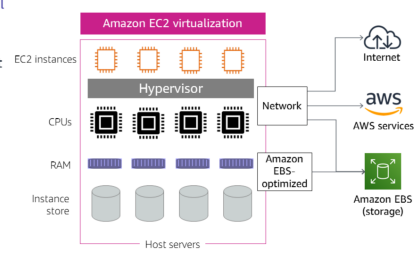 Amazon EC2 virtualization
EC2 instances
Hypervisor
CPUs
RAM
Instance
store
Host servers
Network
Amazon
EBS-
optimized
Internet
aws
AWS services
Amazon EBS
(storage)